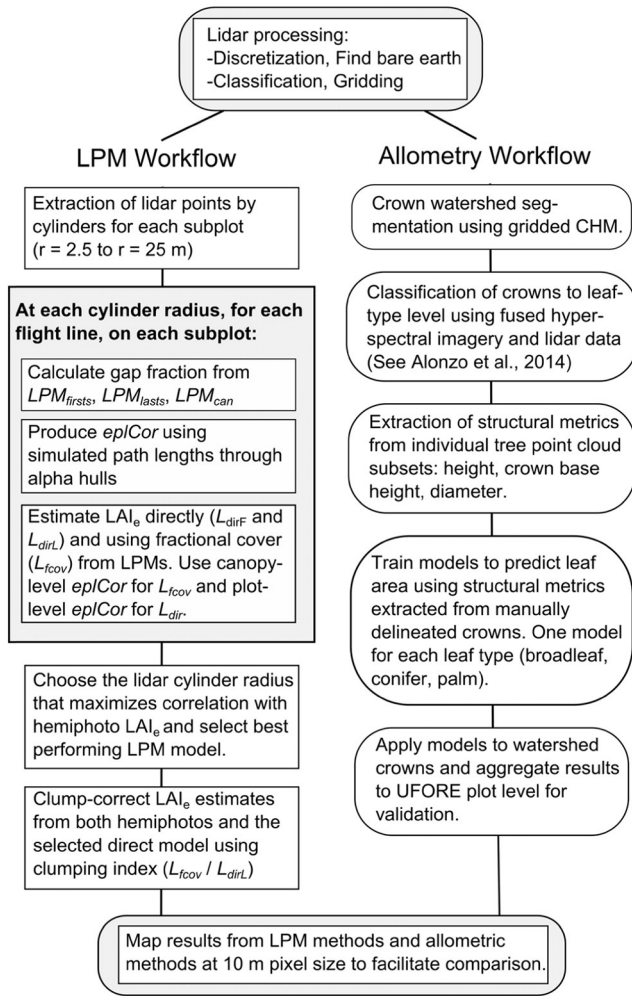 Lidar processing:
-Discretization, Find bare earth
-Classification, Gridding
LPM Workflow
Extraction of lidar points by
cylinders for each subplot
(r = 2.5 to r = 25 m)
At each cylinder radius, for each
flight line, on each subplot:
Calculate gap fraction from
LPMfirsts, LPMlasts, LPMcan
Produce eplCor using
simulated path lengths through
alpha hulls
Estimate LAIe directly (LdirF and
LdirL) and using fractional cover
(Lfcov) from LPMs. Use canopy-
level eplCor for Lfcov and plot-
level eplCor for Ldir.
Choose the lidar cylinder radius
that maximizes correlation with
hemiphoto LAIe and select best
performing LPM model.
Clump-correct LAIe estimates
from both hemiphotos and the
selected direct model using
clumping index (Lfcov / LdirL)
Allometry Workflow
Crown watershed seg-
mentation using gridded CHM.
Classification of crowns to leaf-
type level using fused hyper-
spectral imagery and lidar data
(See Alonzo et al., 2014)
Extraction of structural metrics
from individual tree point cloud
subsets: height, crown base
height, diameter.
Train models to predict leaf
area using structural metrics
extracted from manually
delineated crowns. One model
for each leaf type (broadleaf,
conifer, palm).
Apply models to watershed
crowns and aggregate results
to UFORE plot level for
validation.
Map results from LPM methods and allometric
methods at 10 m pixel size to facilitate comparison.